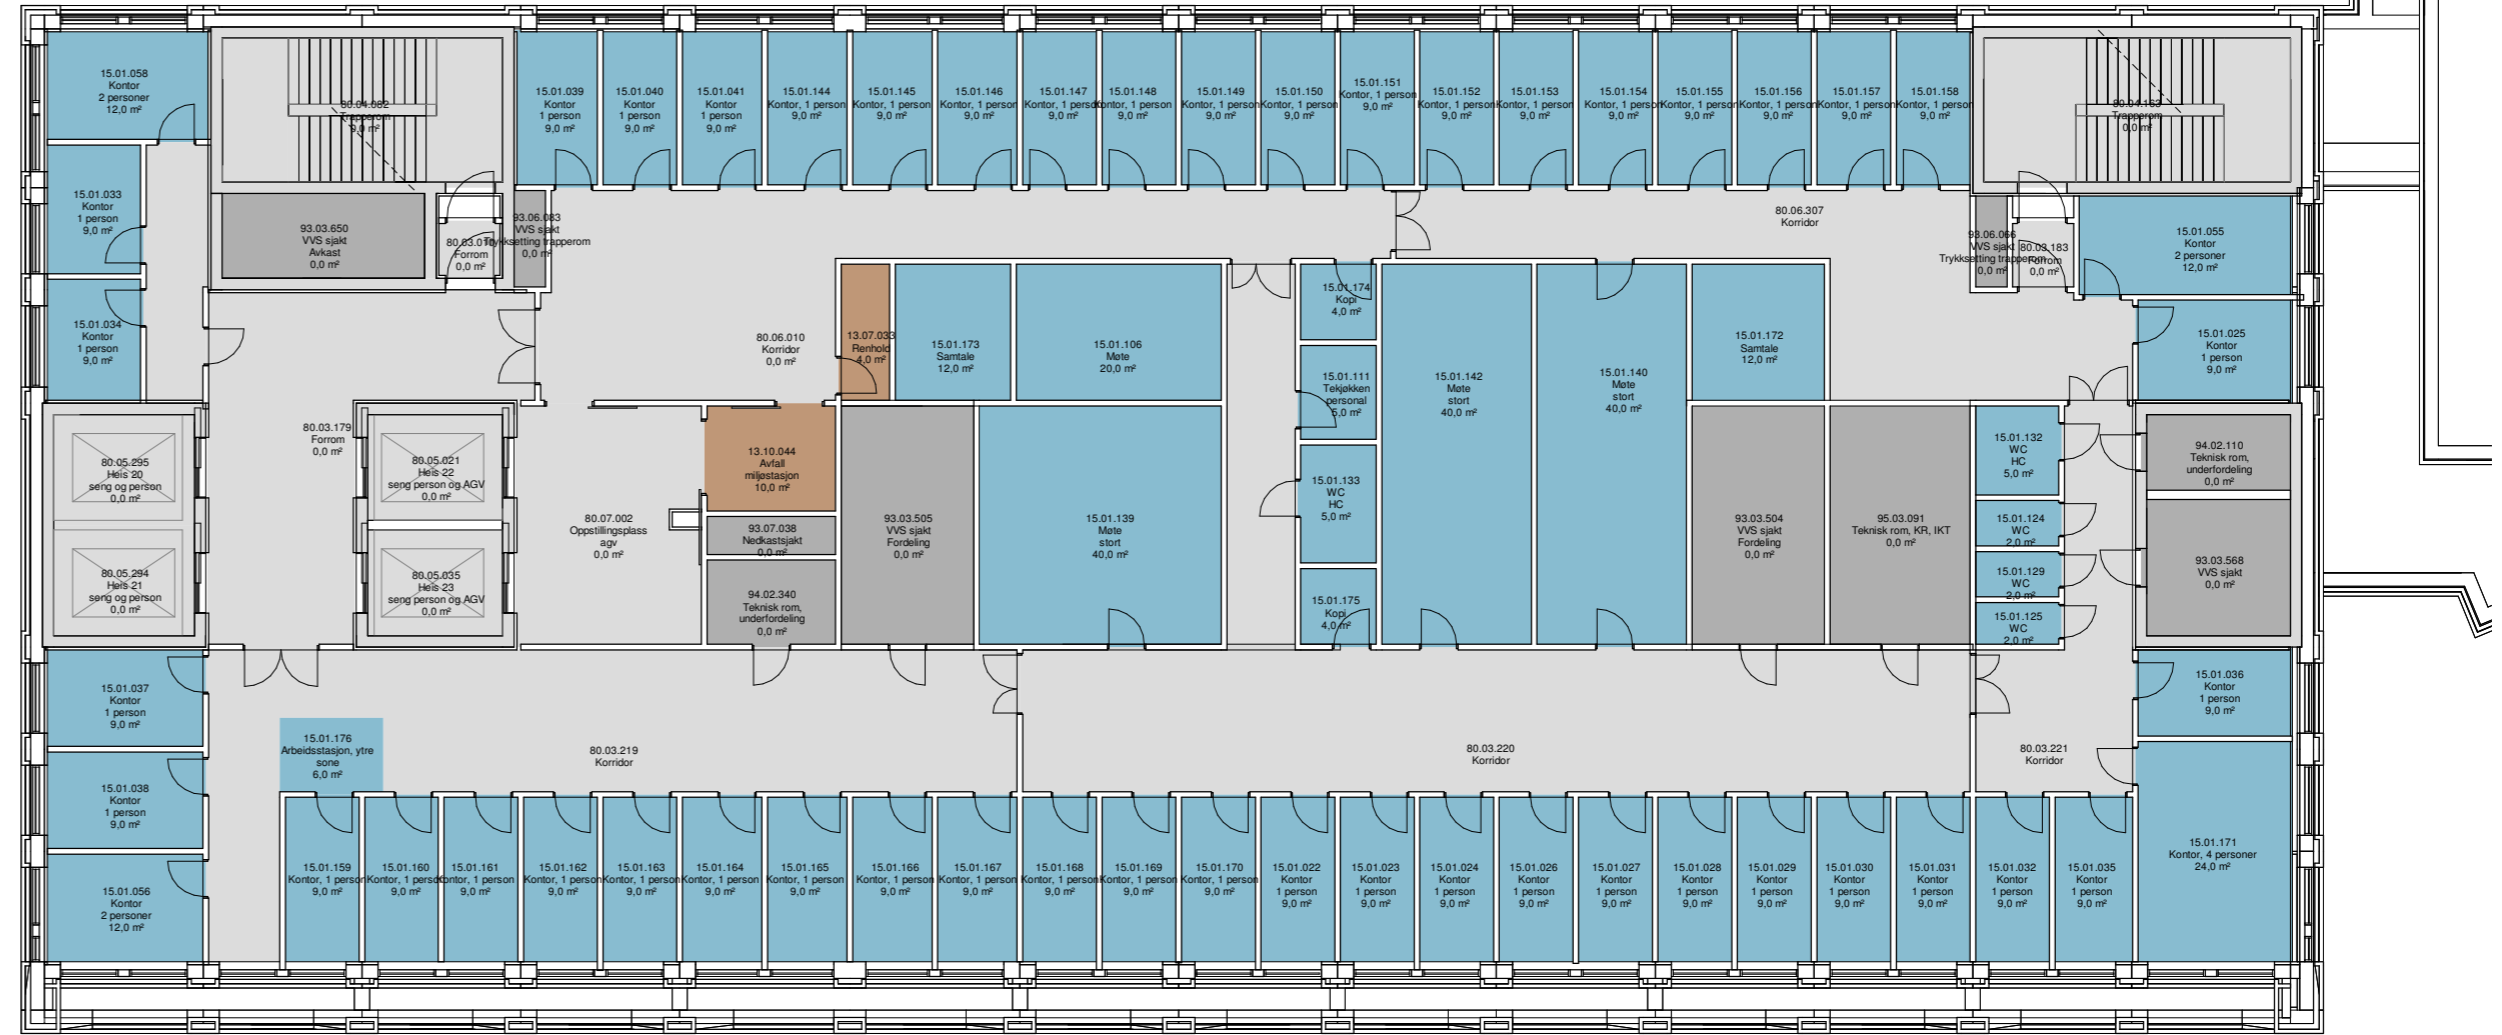 15.01.058
Kontor
2 personer
12,0 m²
80.04.082
Trapperom
0,0 m²
15.01.039
Kontor
1 person
9,0 m²
15.01.040
Kontor
1 person
9,0 m²
15.01.041
Kontor
1 person
9,0 m²
15.01.144
Kontor, 1 person
9,0 m²
15.01.145
Kontor, 1 person
9,0 m²
15.01.146
Kontor, 1 person
9,0 m²
15.01.147
Kontor, 1 person
9,0 m²
15.01.148
Kontor, 1 person
9,0 m²
15.01.149
Kontor, 1 person
9,0 m²
15.01.150
Kontor, 1 person
9,0 m²
15.01.151
Kontor, 1 person
9,0 m²
15.01.152
Kontor, 1 person
9,0 m²
15.01.153
Kontor, 1 person
9,0 m²
15.01.154
Kontor, 1 person
9,0 m²
15.01.155
Kontor, 1 person
9,0 m²
15.01.156
Kontor, 1 person
9,0 m²
15.01.157
Kontor, 1 person
9,0 m²
15.01.158
Kontor, 1 person
9,0 m²
80.04.163
Trapperom
0,0 m²
15.01.033
Kontor
1 person
9,0 m²
93.03.650
VVS sjakt
Avkast
0,0 m²
Forrom
0,0 m²
93.06.083
VVS sjakt
Trykksetting trapperom
0,0 m²
80.06.307
Korridor
93.06.066
VVS sjakt
Trykksetting trapperom
0,0 m²
80.03.183
Forrom
0,0 m²
15.01.055
Kontor
2 personer
12,0 m²
15.01.034
Kontor
1 person
9,0 m²
80.06.010
Korridor
0,0 m²
13.07.033
Renhold
4,0 m²
15.01.173
Samtale
12,0 m²
15.01.106
Møte
20,0 m²
15.01.174
Kopi
4,0 m²
15.01.111
Tekjøkken
personal
5,0 m²
15.01.142
Møte
stort
40,0 m²
15.01.140
Møte
stort
40,0 m²
15.01.172
Samtale
12,0 m²
15.01.025
Kontor
1 person
9,0 m²
80.05.295
Heis 20
seng og person
0,0 m²
80.03.179
Forrom
0,0 m²
80.05.021
Heis 22
seng person og AGV
0,0 m²
13.10.044
Avfall
miljøstasjon
10,0 m²
80.07.002
Oppstillingsplass
agv
0,0 m²
93.07.038
Nedkastsjakt
0,0 m²
93.03.505
VVS sjakt
Fordeling
0,0 m²
15.01.139
Møte
stort
40,0 m²
15.01.133
WC
HC
5,0 m²
93.03.504
VVS sjakt
Fordeling
0,0 m²
95.03.091
Teknisk rom, KR, IKT
0,0 m²
15.01.132
WC
HC
5,0 m²
15.01.124
WC
2,0 m²
94.02.110
Teknisk rom,
underfordeling
0,0 m²
80.05.294
Heis 21
seng og person
0,0 m²
80.05.035
Heis 23
seng person og AGV
0,0 m²
94.02.340
Teknisk rom,
underfordeling
0,0 m²
15.01.175
Kopi
4,0 m²
15.01.129
WC
2,0 m²
15.01.125
WC
2,0 m²
93.03.568
VVS sjakt
0,0 m²
15.01.037
Kontor
1 person
9,0 m²
15.01.176
Arbeidsstasjon, ytre
sone
6,0 m²
80.03.219
Korridor
80.03.220
Korridor
80.03.221
Korridor
15.01.036
Kontor
1 person
9,0 m²
15.01.038
Kontor
1 person
9,0 m²
15.01.056
Kontor
2 personer
12,0 m²
15.01.159
Kontor, 1 person
9,0 m²
15.01.160
Kontor, 1 person
9,0 m²
15.01.161
Kontor, 1 person
9,0 m²
15.01.162
Kontor, 1 person
9,0 m²
15.01.163
Kontor, 1 person
9,0 m²
15.01.164
Kontor, 1 person
9,0 m²
15.01.165
Kontor, 1 person
9,0 m²
15.01.166
Kontor, 1 person
9,0 m²
15.01.167
Kontor, 1 person
9,0 m²
15.01.168
Kontor, 1 person
9,0 m²
15.01.169
Kontor, 1 person
9,0 m²
15.01.170
Kontor, 1 person
9,0 m²
15.01.022
Kontor
1 person
9,0 m²
15.01.023
Kontor
1 person
9,0 m²
15.01.024
Kontor
1 person
9,0 m²
15.01.026
Kontor
1 person
9,0 m²
15.01.027
Kontor
1 person
9,0 m²
15.01.028
Kontor
1 person
9,0 m²
15.01.029
Kontor
1 person
9,0 m²
15.01.030
Kontor
1 person
9,0 m²
15.01.031
Kontor
1 person
9,0 m²
15.01.032
Kontor
1 person
9,0 m²
15.01.035
Kontor
1 person
9,0 m²
15.01.171
Kontor, 4 personer
24,0 m²